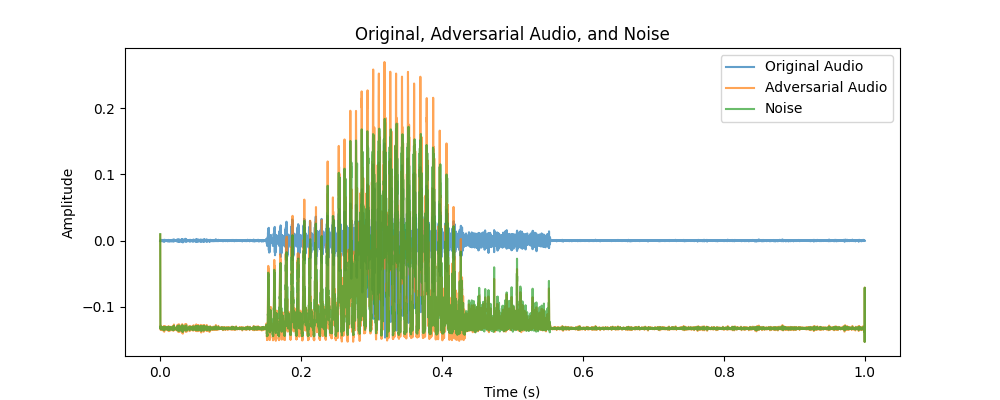 Original, Adversarial Audio, and Noise
Original Audio
Adversarial Audio
Noise
Amplitude
0.2
0.1
0.0
−0.1
0.0 0.2 0.4 0.6 0.8 1.0
Time (s)